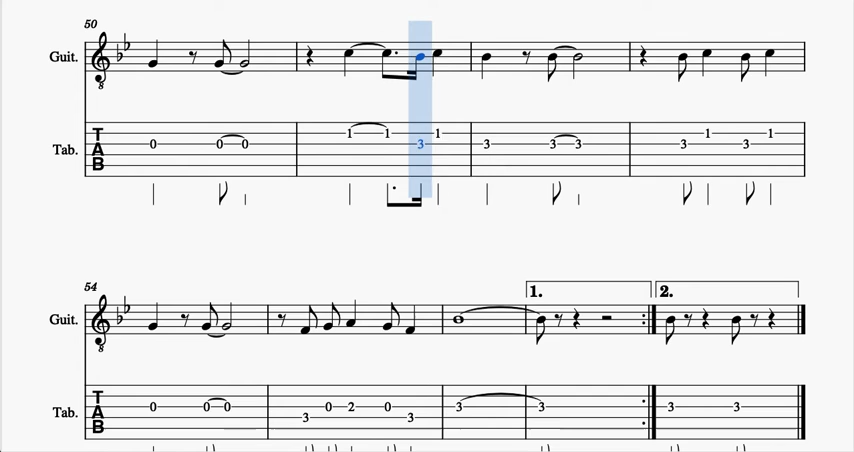 50
Guit.
8
T
A
B
Tab.
0 0 0 1 1 3 1 3 3 3 3 1 3 1
54
Guit.
8
1. 2.
T
A
B
Tab.
0 0 0 3 0 2 0 3 3 3 3 3